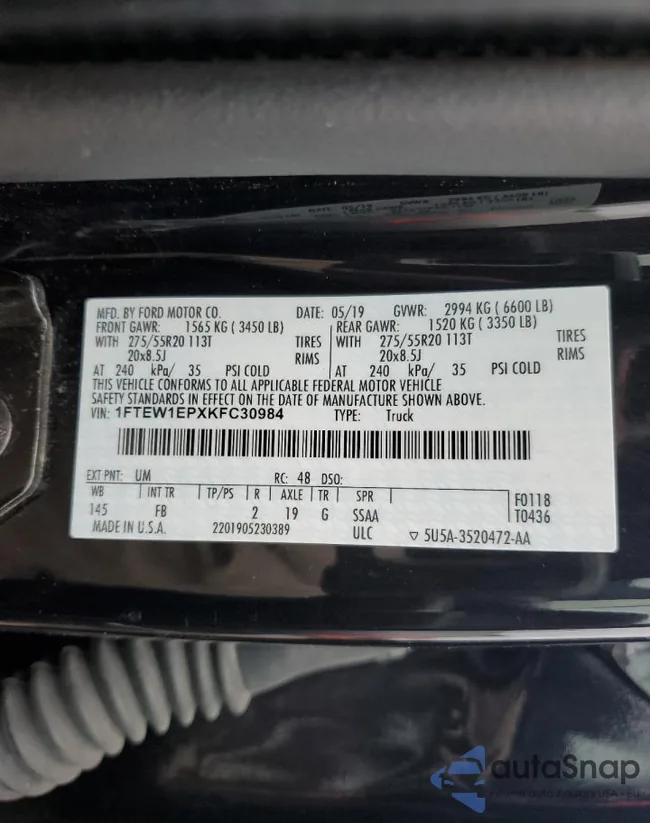 MFD. BY FORD MOTOR CO. DATE: 05/19 GVWR: 2994 KG ( 6600 LB)
FRONT GAWR: 1565 KG ( 3450 LB) REAR GAWR: 1520 KG ( 3350 LB)
WITH 275/55R20 113T TIRES WITH 275/55R20 113T TIRES
20x8.5J RIMS 20x8.5J RIMS
AT 240 kPa/ 35 PSI COLD AT 240 kPa/ 35 PSI COLD
THIS VEHICLE CONFORMS TO ALL APPLICABLE FEDERAL MOTOR VEHICLE
SAFETY STANDARDS IN EFFECT ON THE DATE OF MANUFACTURE SHOWN ABOVE.
VIN: 1FTEW1EPXKFC30984 TYPE: Truck
EXT PNT: UM RC: 48 DSO:
WB INT TR TP/PS R AXLE TR SPR F0118
145 FB 2 19 G SSAA T0436
MADE IN U.S.A. 2201905230389 ULC ▽ 5U5A-3520472-AA
autaSnap